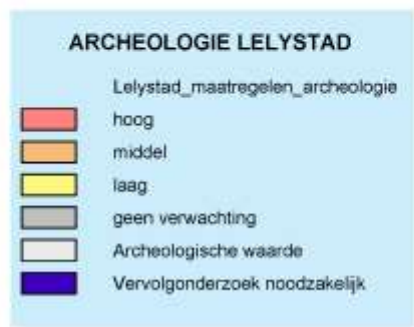 ARCHEOLOGIE LELYSTAD
Lelystad_maatregelen_archeologie
hoog
middel
laag
geen verwachting
Archeologische waarde
Vervolgonderzoek noodzakelijk